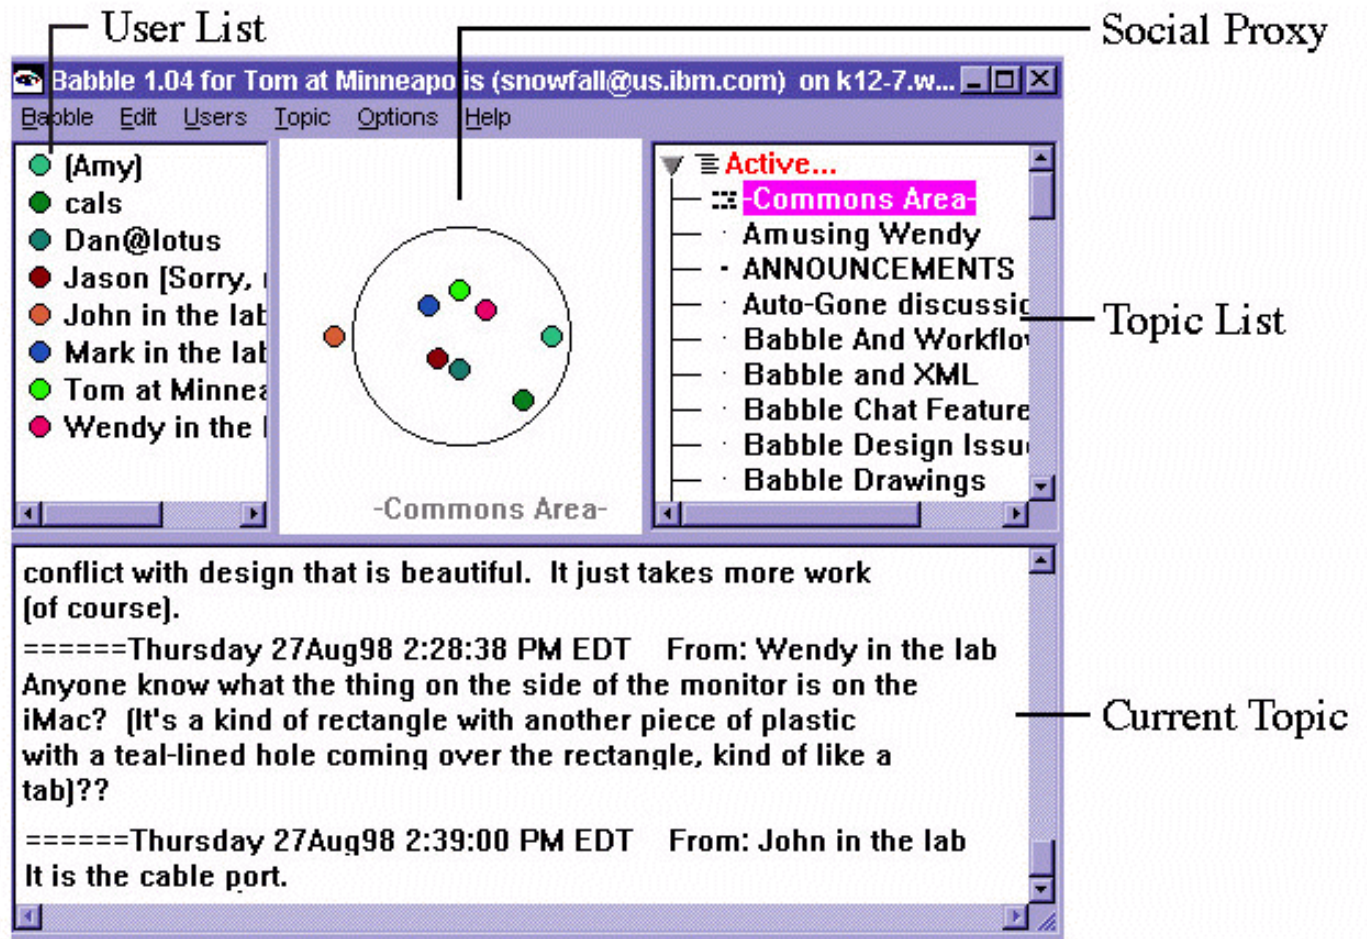 User List
Social Proxy
Babble 1.04 for Tom at Minneapolis (snowfall@us.ibm.com) on k12-7.w...
Babble Edit Users Topic Options Help
(Amy)
cals
Dan@lotus
Jason [Sorry,
John in the lab
Mark in the lab
Tom at Minnea
Wendy in the
-Commons Area-
Active...
-Commons Area-
Amusing Wendy
ANNOUNCEMENTS
Auto-Gone discussio
Babble And Workflow
Babble and XML
Babble Chat Feature
Babble Design Issu
Babble Drawings
Topic List
conflict with design that is beautiful. It just takes more work
(of course).
======Thursday 27Aug98 2:28:38 PM EDT From: Wendy in the lab
Anyone know what the thing on the side of the monitor is on the
iMac? (It's a kind of rectangle with another piece of plastic
with a teal-lined hole coming over the rectangle, kind of like a
tab)??
======Thursday 27Aug98 2:39:00 PM EDT From: John in the lab
It is the cable port.
Current Topic